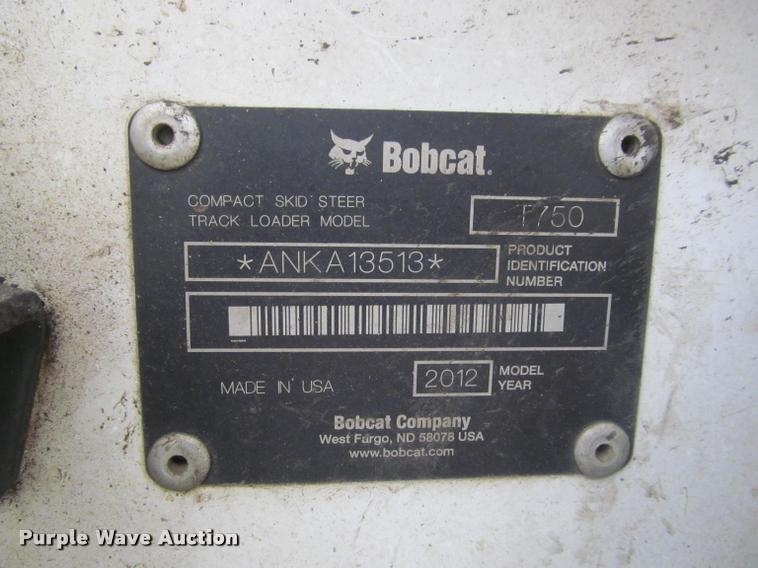 Bobcat.
COMPACT SKID STEER
TRACK LOADER MODEL
T750
*ANKA13513*
PRODUCT
IDENTIFICATION
NUMBER
MADE IN USA
2012
MODEL
YEAR
Bobcat Company
West Fargo, ND 58078 USA
www.bobcat.com
Purple Wave Auction